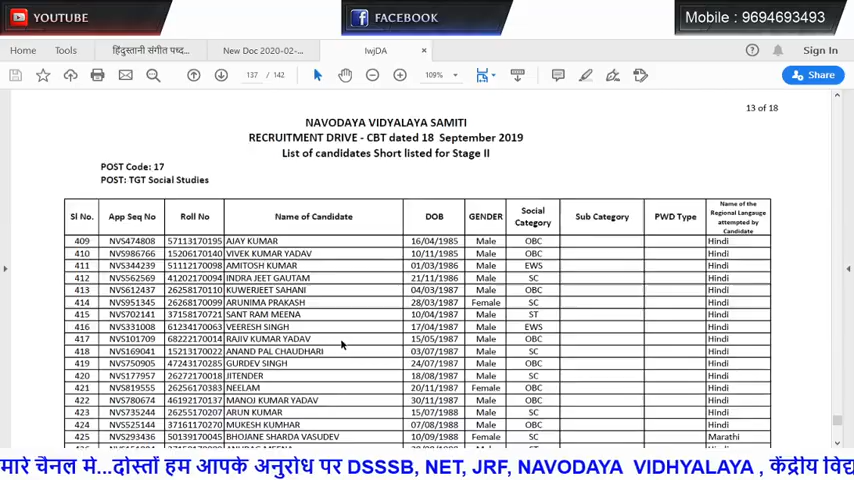 YOUTUBE
FACEBOOK
Mobile : 9694693493
Home Tools हिंदुस्तानी संगीत पध्द... New Doc 2020-02-... IwjDA × Sign In
137 / 142 109% Share
13 of 18
NAVODAYA VIDYALAYA SAMITI
RECRUITMENT DRIVE - CBT dated 18 September 2019
List of candidates Short listed for Stage II
POST Code: 17
POST: TGT Social Studies
Sl No. App Seq No Roll No Name of Candidate DOB GENDER Social Category Sub Category PWD Type Name of the Regional Langauge attempted by Candidate
409 NVS474808 57113170195 AJAY KUMAR 16/04/1985 Male OBC Hindi
410 NVS986766 15206170140 VIVEK KUMAR YADAV 10/11/1985 Male OBC Hindi
411 NVS344239 51112170098 AMITOSH KUMAR 01/03/1986 Male EWS Hindi
412 NVS562569 41202170094 INDRA JEET GAUTAM 21/11/1986 Male SC Hindi
413 NVS612437 26258170110 KUWERJEET SAHANI 04/03/1987 Male OBC Hindi
414 NVS951345 26268170099 ARUNIMA PRAKASH 28/03/1987 Female SC Hindi
415 NVS702141 37158170721 SANT RAM MEENA 10/04/1987 Male ST Hindi
416 NVS331008 61234170063 VEERESH SINGH 17/04/1987 Male EWS Hindi
417 NVS101709 68222170014 RAJIV KUMAR YADAV 15/05/1987 Male OBC Hindi
418 NVS169041 15213170022 ANAND PAL CHAUDHARI 03/07/1987 Male SC Hindi
419 NVS750905 47243170285 GURDEV SINGH 24/07/1987 Male OBC Hindi
420 NVS177957 26272170018 JITENDER 18/08/1987 Male SC Hindi
421 NVS819555 26256170383 NEELAM 20/11/1987 Female OBC Hindi
422 NVS780674 46192170137 MANOJ KUMAR YADAV 30/11/1987 Male OBC Hindi
423 NVS735244 26255170207 ARUN KUMAR 15/07/1988 Male SC Hindi
424 NVS525144 37161170270 MUKESH KUMHAR 07/08/1988 Male OBC Hindi
425 NVS293436 50139170045 BHOJANE SHARDA VASUDEV 10/09/1988 Female SC Marathi
मारे चैनल मे...दोस्तों हम आपके अनुरोध पर DSSSB, NET, JRF, NAVODAYA VIDHYALAYA , केंद्रीय विद्य